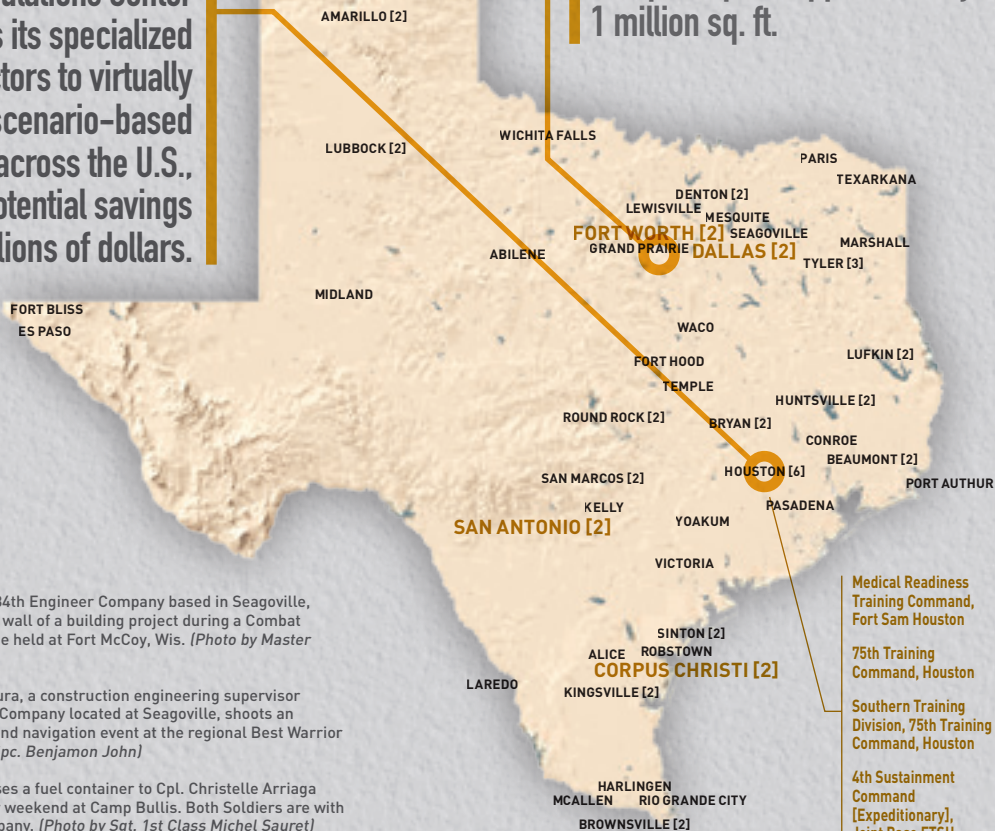 its specialized
ctors to virtually
scenario-based
across the U.S.,
potential savings
of dollars.
1 million sq. ft.
AMARILLO [2]
LUBBOCK [2]
WICHITA FALLS
PARIS
TEXARKANA
DENTON [2]
LEWISVILLE
MESQUITE
FORT WORTH [2]
SEAGOVILLE
GRAND PRAIRIE
DALLAS [2]
MARSHALL
ABILENE
TYLER [3]
MIDLAND
FORT BLISS
ES PASO
WACO
FORT HOOD
LUFKIN [2]
TEMPLE
HUNTSVILLE [2]
ROUND ROCK [2]
BRYAN [2]
CONROE
BEAUMONT [2]
HOUSTON [6]
SAN MARCOS [2]
PORT AUTHUR
KELLY
PASADENA
SAN ANTONIO [2]
YOAKUM
VICTORIA
SINTON [2]
ALICE
ROBSTOWN
CORPUS CHRISTI [2]
LAREDO
KINGSVILLE [2]
HARLINGEN
MCALLEN
RIO GRANDE CITY
BROWNSVILLE [2]
Medical Readiness
Training Command,
Fort Sam Houston
75th Training
Command, Houston
Southern Training
Division, 75th Training
Command, Houston
4th Sustainment
Command
[Expeditionary],
34th Engineer Company based in Seagoville,
wall of a building project during a Combat
held at Fort McCoy, Wis. (Photo by Master
ura, a construction engineering supervisor
Company located at Seagoville, shoots an
nd navigation event at the regional Best Warrior
pc. Benjamon John)
ses a fuel container to Cpl. Christelle Arriaga
weekend at Camp Bullis. Both Soldiers are with
pany. (Photo by Sgt. 1st Class Michel Sauret)